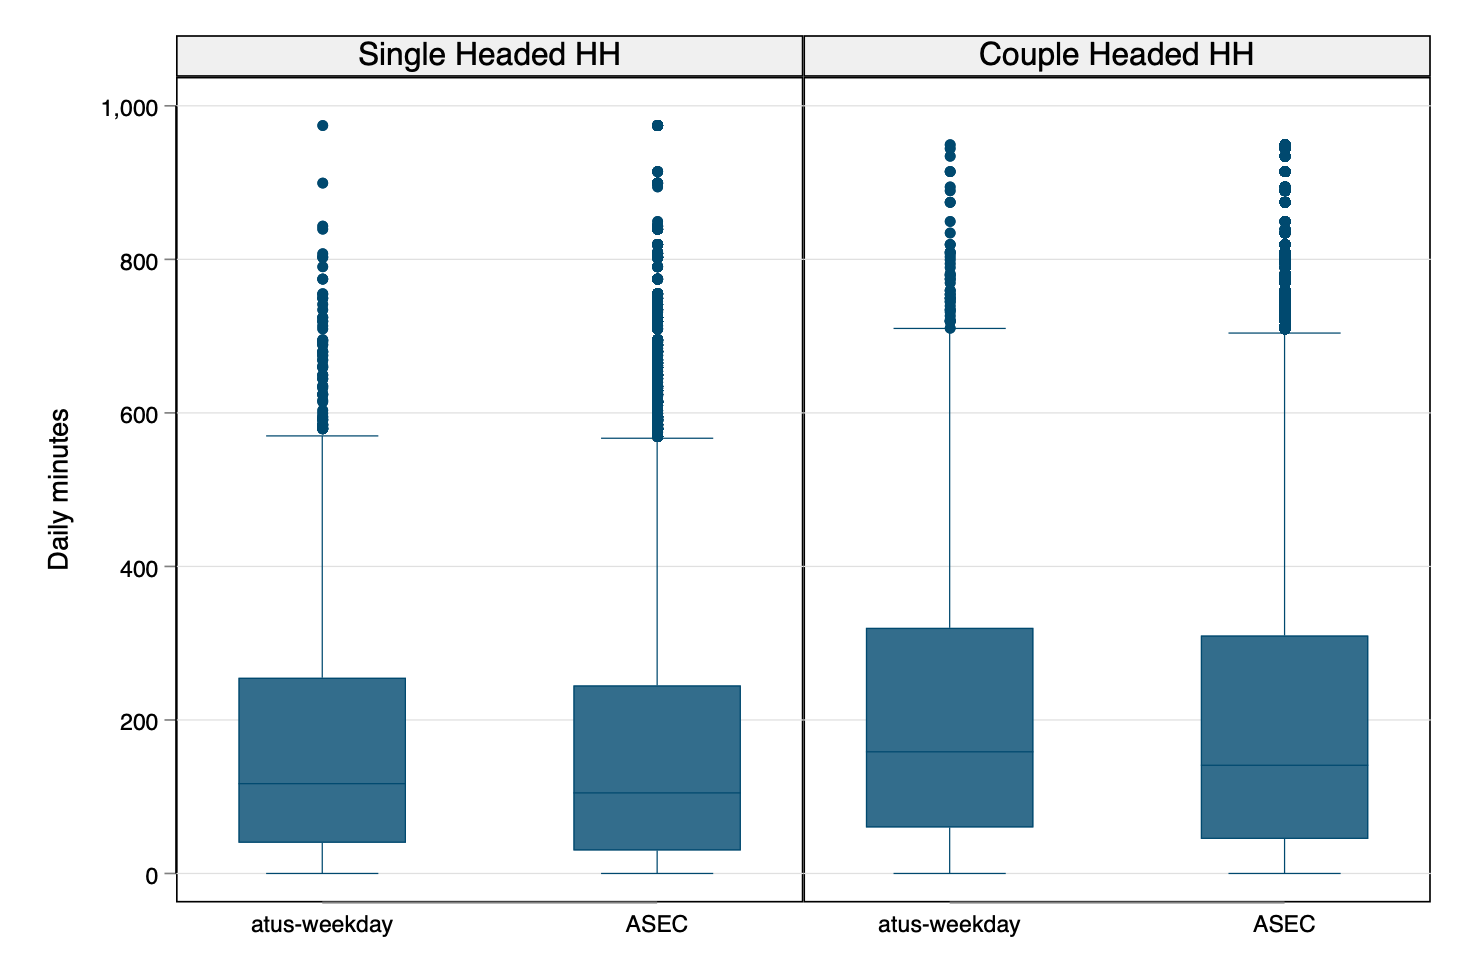 Single Headed HH
Couple Headed HH
1,000
800
600
400
200
0
Daily minutes
atus-weekday
ASEC
atus-weekday
ASEC